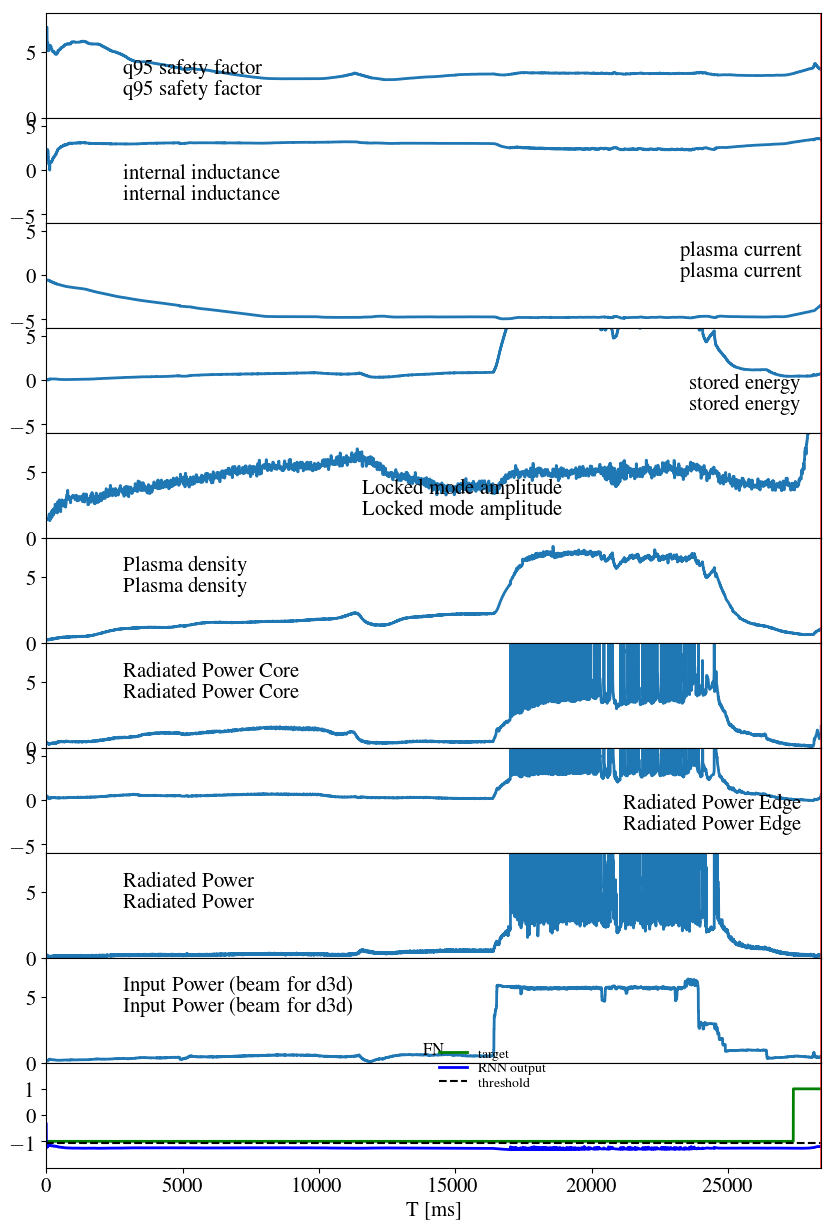 5
q95 safety factor
q95 safety factor
0
5
0
internal inductance
internal inductance
−5
5
plasma current
0
plasma current
−5
5
0
stored energy
stored energy
−5
5
Locked mode amplitude
Locked mode amplitude
0
Plasma density
5
Plasma density
0
Radiated Power Core
5
Radiated Power Core
0
5
0
Radiated Power Edge
Radiated Power Edge
−5
Radiated Power
5
Radiated Power
0
Input Power (beam for d3d)
5
Input Power (beam for d3d)
0
FN
target
RNN output
threshold
1
0
−1
0 5000 10000 15000 20000 25000
T [ms]